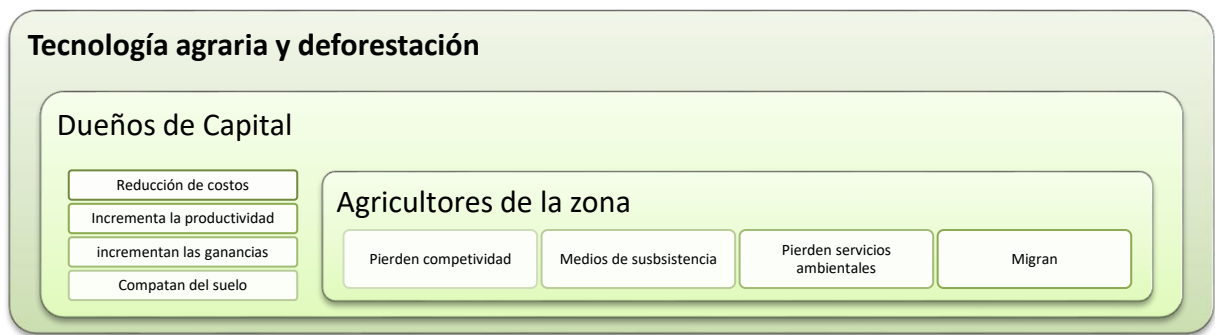 Tecnología agraria y deforestación
Dueños de Capital
Reducción de costos
Incrementa la productividad
incrementan las ganancias
Compatan del suelo
Agricultores de la zona
Pierden competividad
Medios de susbsistencia
Pierden servicios
ambientales
Migran